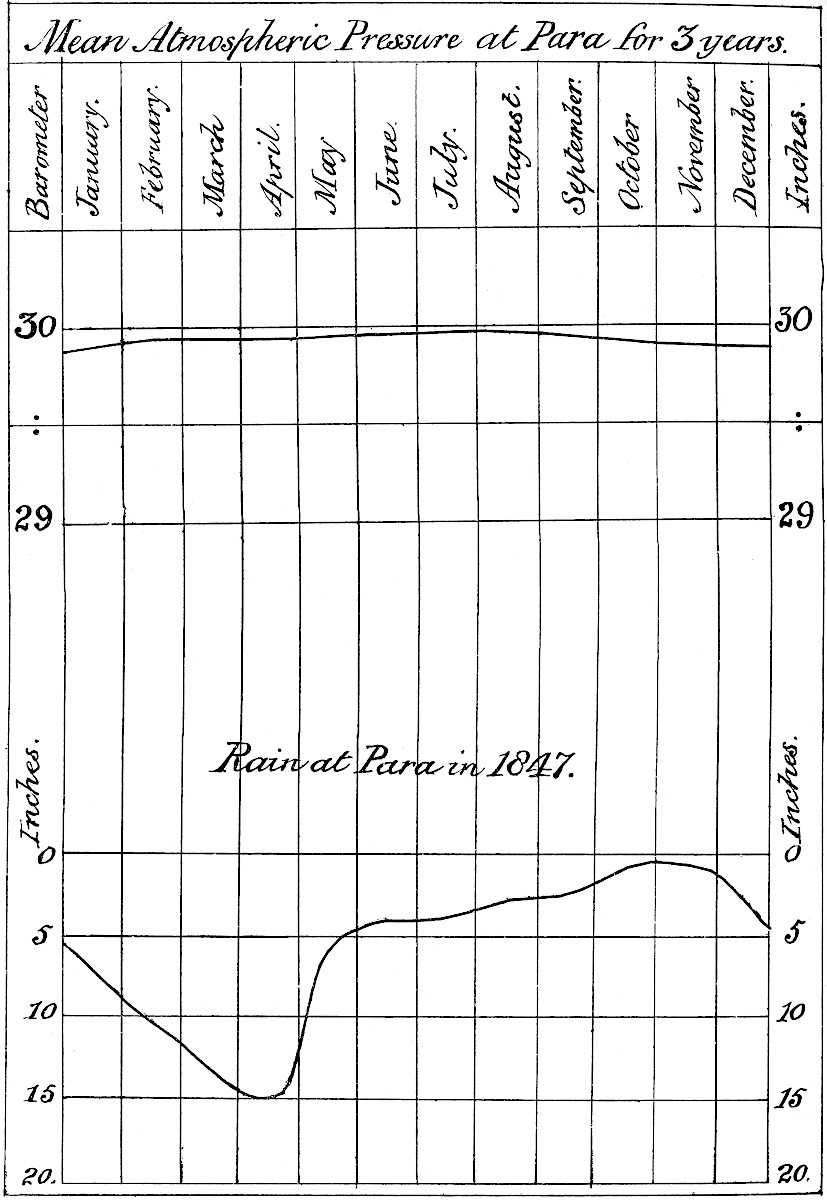 Mean Atmospheric Pressure at Para for 3 years.
Barometer January. February. March April. May June. July. August. September. October November December. Inches.
30 30
: :
29 29
Rain at Para in 1847.
Inches. Inches.
0 0
5 5
10 10
15 15
20. 20.